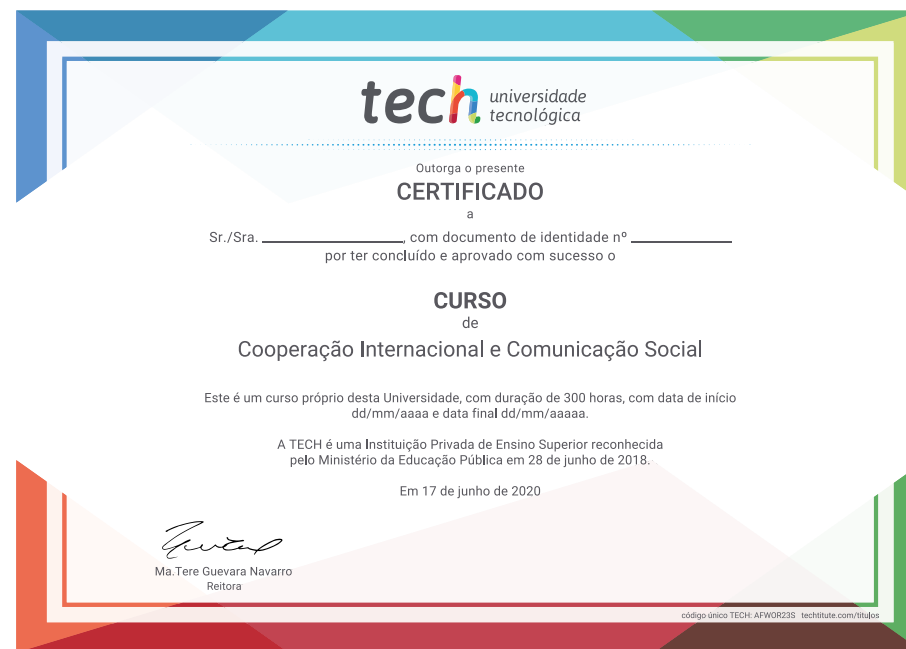 tech universidade
tecnológica
Outorga o presente
CERTIFICADO
a
Sr./Sra. ________________, com documento de identidade nº ____________
por ter concluído e aprovado com sucesso o
CURSO
de
Cooperação Internacional e Comunicação Social
Este é um curso próprio desta Universidade, com duração de 300 horas, com data de início
dd/mm/aaaa e data final dd/mm/aaaaa.
A TECH é uma Instituição Privada de Ensino Superior reconhecida
pelo Ministério da Educação Pública em 28 de junho de 2018.
Em 17 de junho de 2020
Ma.Tere Guevara Navarro
Reitora
código único TECH: AFWOR23S techtitute.com/titulos